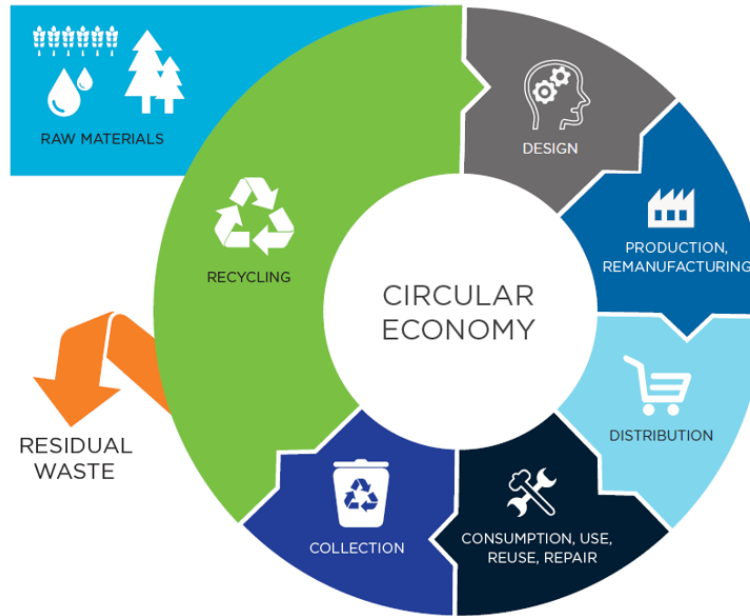 RAW MATERIALS
DESIGN
PRODUCTION,
REMANUFACTURING
DISTRIBUTION
CONSUMPTION, USE,
REUSE, REPAIR
COLLECTION
RECYCLING
RESIDUAL
WASTE
CIRCULAR
ECONOMY